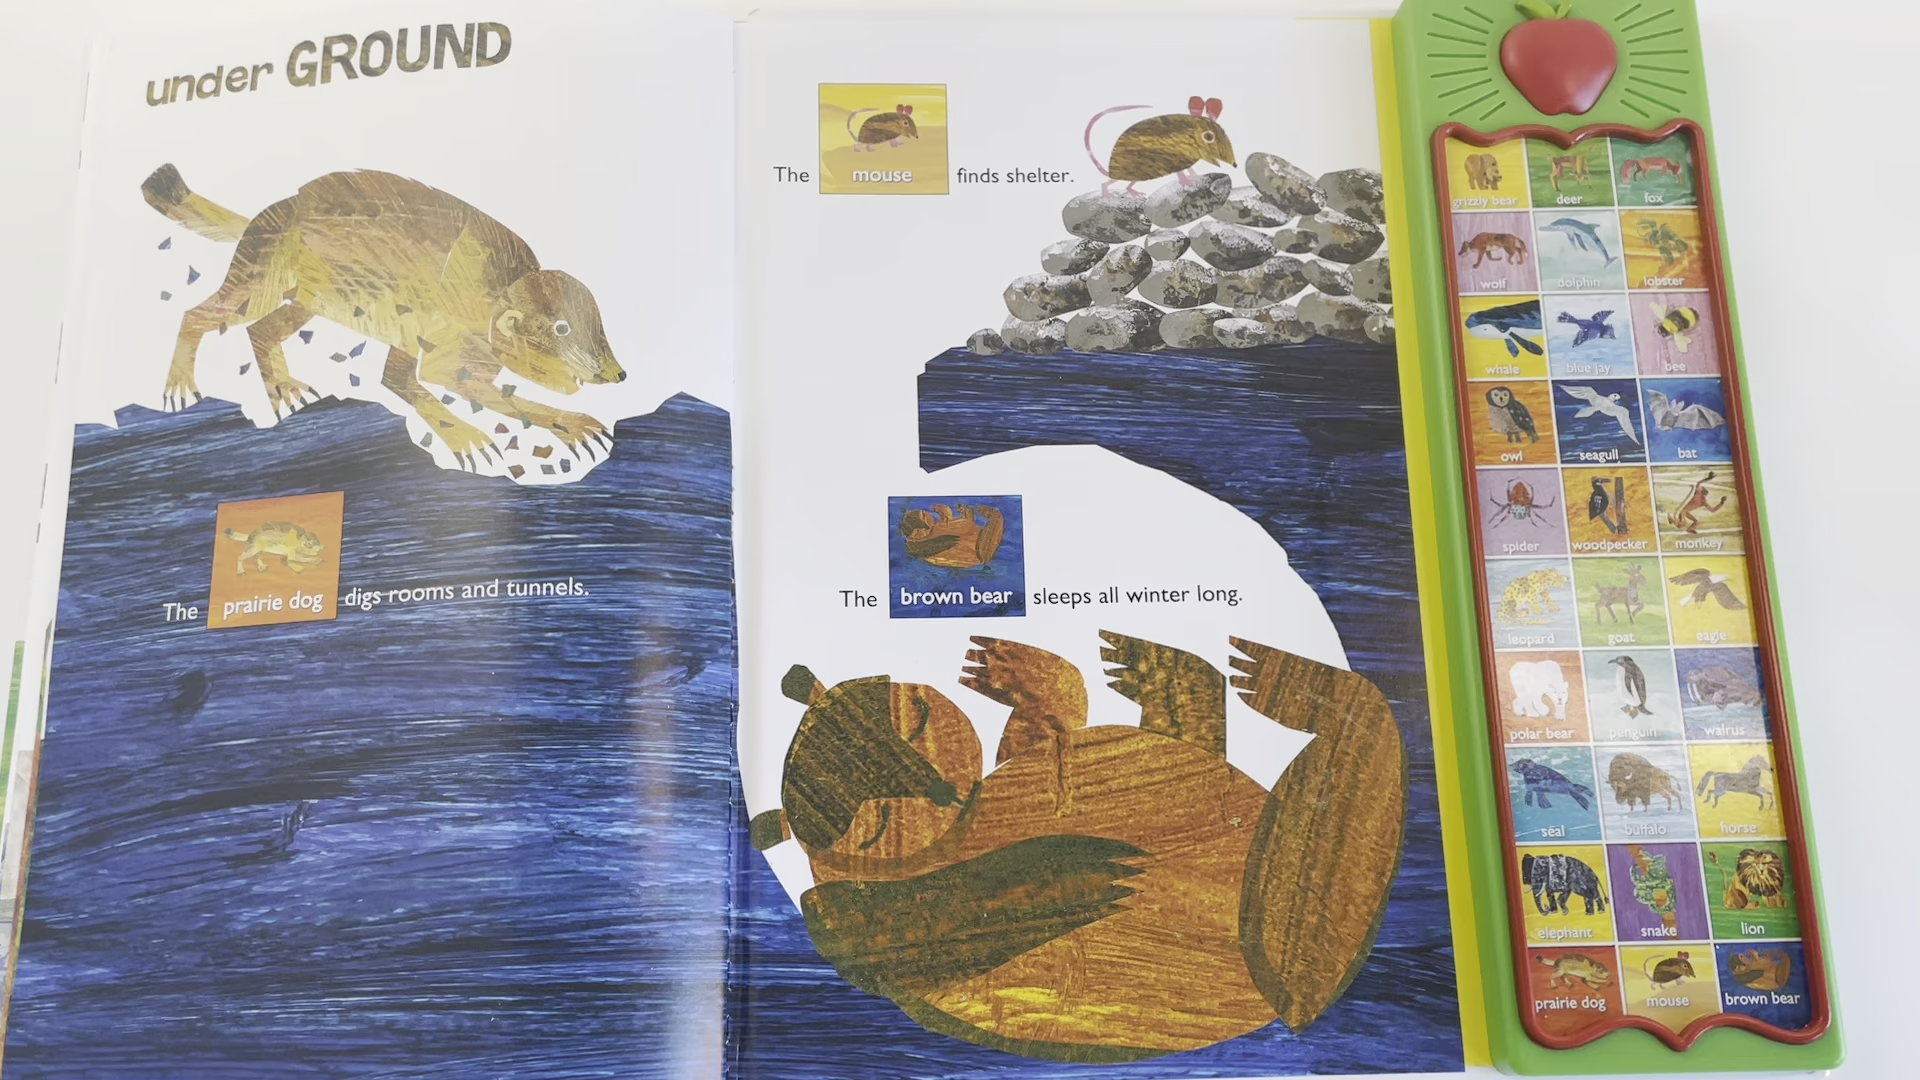 under GROUND
The prairie dog digs rooms and tunnels.
The mouse finds shelter.
The brown bear sleeps all winter long.
grizzly bear deer fox
wolf dolphin lobster
whale blue jay bee
owl seagull bat
spider woodpecker monkey
leopard goat eagle
polar bear penguin walrus
seal buffalo horse
elephant snake lion
prairie dog mouse brown bear